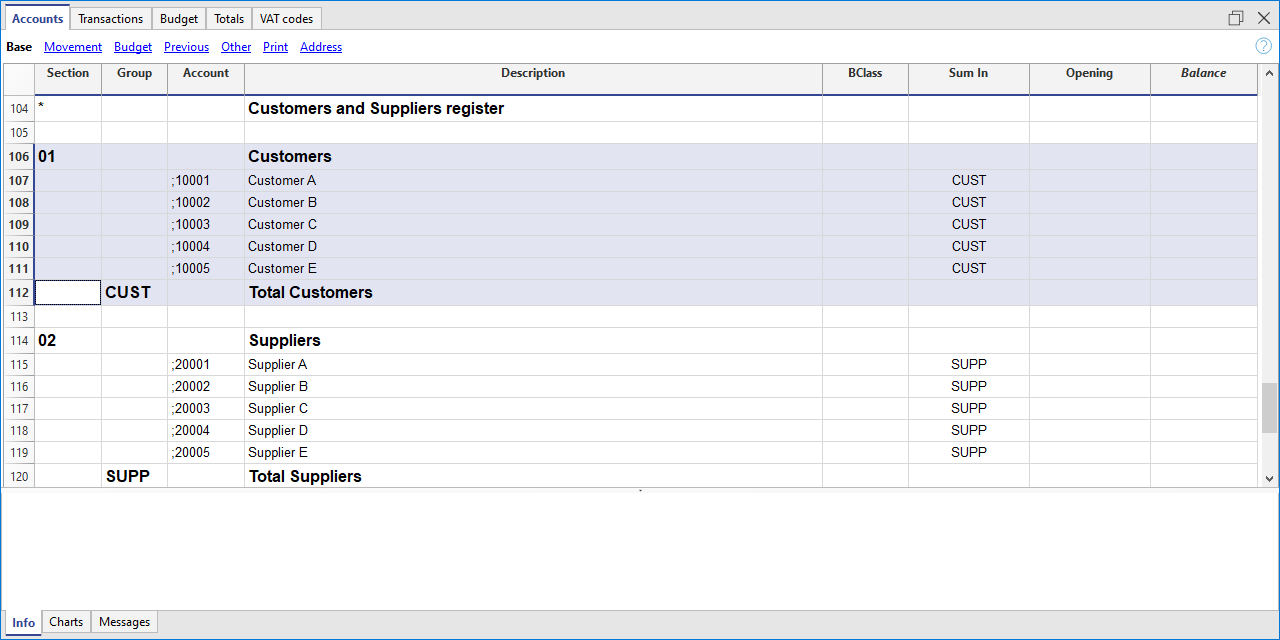 Accounts Transactions Budget Totals VAT codes
Base Movement Budget Previous Other Print Address ?
Section Group Account Description BClass Sum In Opening Balance
104 * Customers and Suppliers register
105
106 01 Customers
107 ;10001 Customer A CUST
108 ;10002 Customer B CUST
109 ;10003 Customer C CUST
110 ;10004 Customer D CUST
111 ;10005 Customer E CUST
112 CUST Total Customers
113
114 02 Suppliers
115 ;20001 Supplier A SUPP
116 ;20002 Supplier B SUPP
117 ;20003 Supplier C SUPP
118 ;20004 Supplier D SUPP
119 ;20005 Supplier E SUPP
120 SUPP Total Suppliers
Info Charts Messages